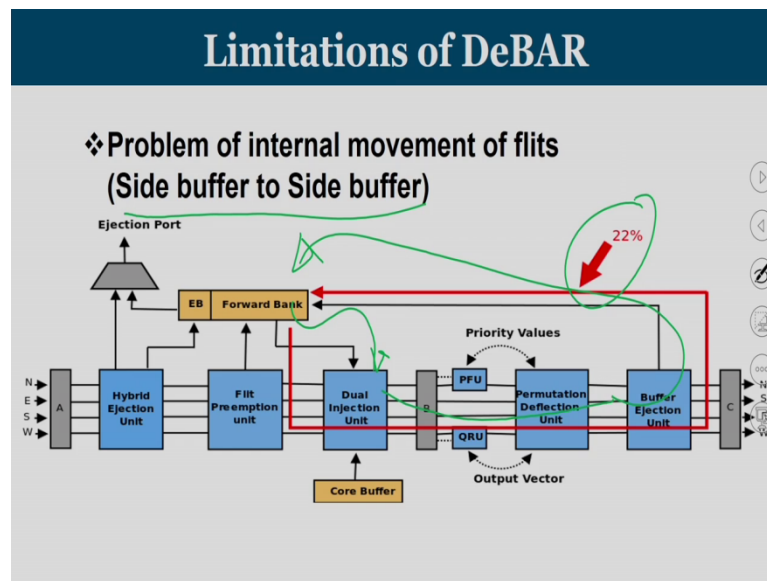 Limitations of DeBAR
❖Problem of internal movement of flits
(Side buffer to Side buffer)
Ejection Port
22%
EB Forward Bank
Priority Values
N
E
S
W
A
Hybrid Ejection Unit
Flit Preemption unit
Dual Injection Unit
B
PFU
QRU
Permutation Deflection Unit
Buffer Ejection Unit
C
N
S
W
Output Vector
Core Buffer